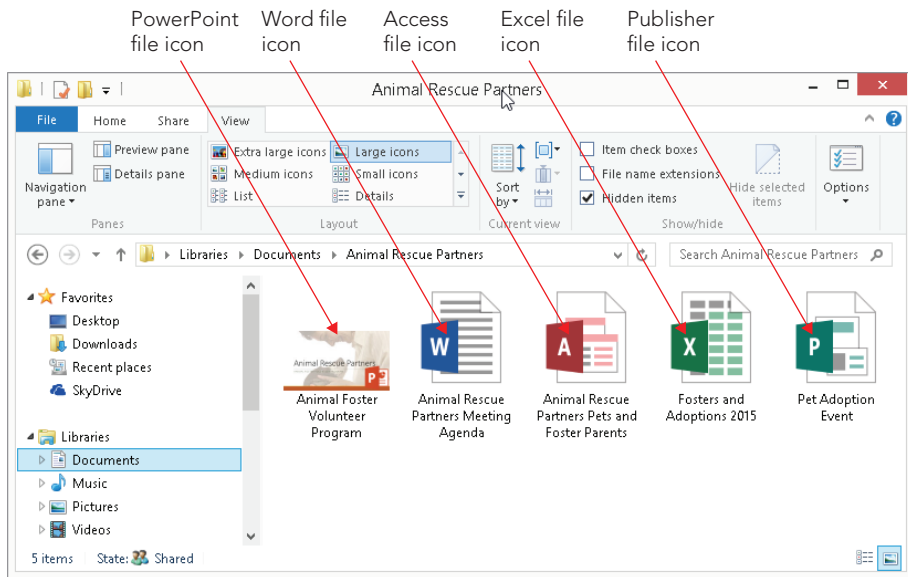 PowerPoint Word file Access Excel file Publisher
file icon icon file icon icon file icon
Animal Rescue Partners
File Home Share View
Preview pane
Details pane
Navigation
pane
Panes
Extra large icons Large icons
Medium icons Small icons
List Details
Layout
Sort
by
Current view
Item check boxes
File name extensions
Hidden items
Hide selected
items
Show/hide
Options
Libraries Documents Animal Rescue Partners
Search Animal Rescue Partners
Favorites
Desktop
Downloads
Recent places
SkyDrive
Libraries
Documents
Music
Pictures
Videos
Animal Rescue Partners
P
Animal Foster
Volunteer
Program
W
Animal Rescue
Partners Meeting
Agenda
A
Animal Rescue
Partners Pets and
Foster Parents
X
Fosters and
Adoptions 2015
P
Pet Adoption
Event
5 items State: Shared